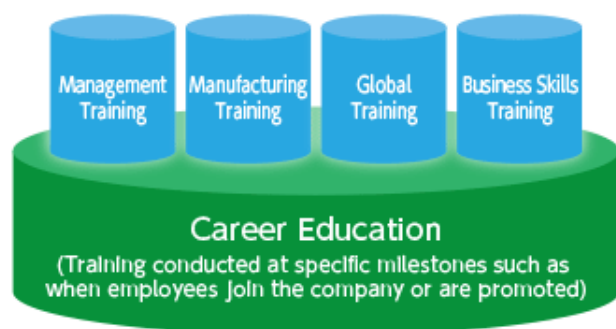 Management
Training
Manufacturing
Training
Global
Training
Business Skills
Training
Career Education
(Training conducted at specific milestones such as
when employees join the company or are promoted)